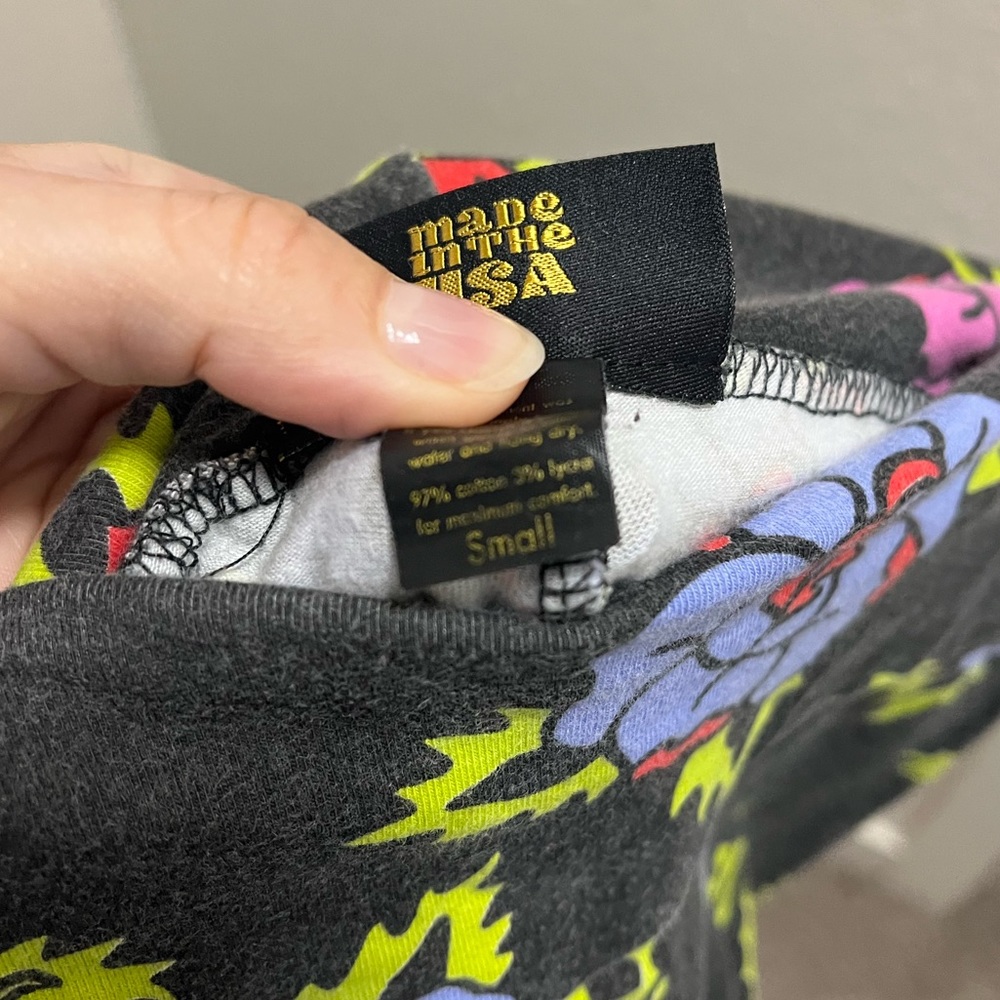 made
in the
USA
water and hang dry.
97% cotton 3% lycra
for maximum comfort.
Small